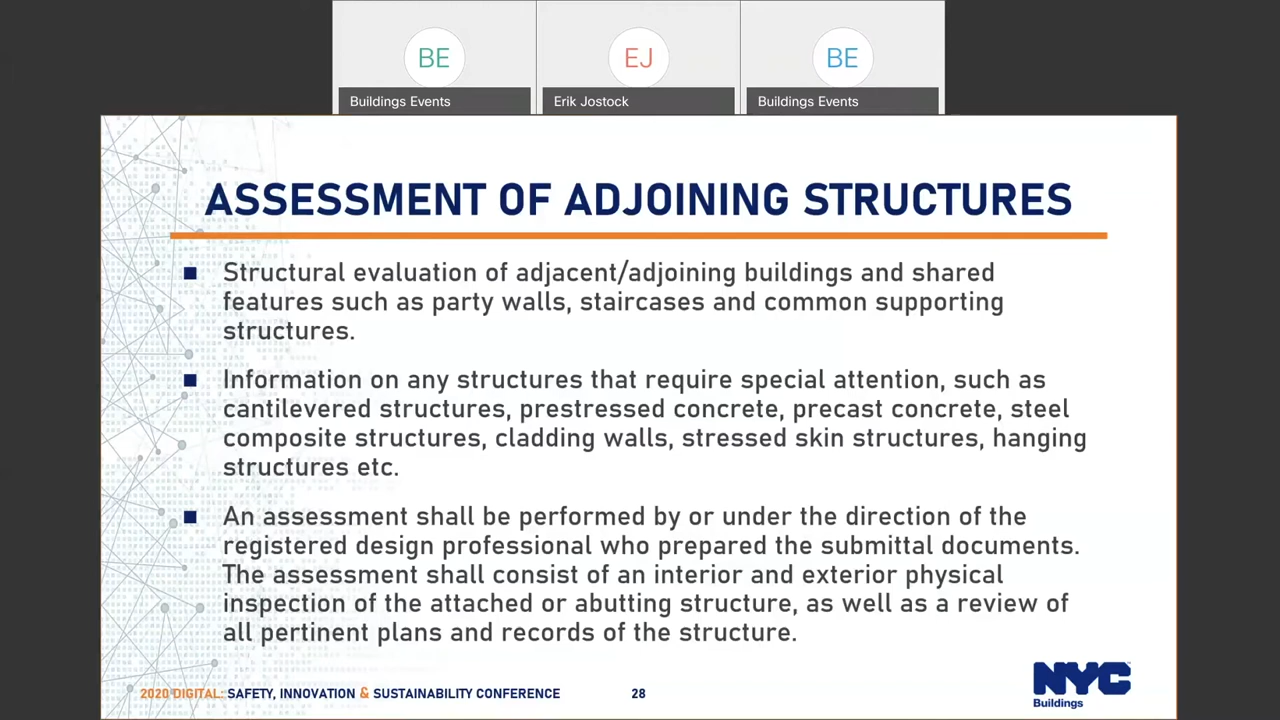 BE
EJ
BE
Buildings Events
Erik Jostock
Buildings Events
ASSESSMENT OF ADJOINING STRUCTURES
■ Structural evaluation of adjacent/adjoining buildings and shared
features such as party walls, staircases and common supporting
structures.
■ Information on any structures that require special attention, such as
cantilevered structures, prestressed concrete, precast concrete, steel
composite structures, cladding walls, stressed skin structures, hanging
structures etc.
■ An assessment shall be performed by or under the direction of the
registered design professional who prepared the submittal documents.
The assessment shall consist of an interior and exterior physical
inspection of the attached or abutting structure, as well as a review of
all pertinent plans and records of the structure.
2020 DIGITAL: SAFETY, INNOVATION & SUSTAINABILITY CONFERENCE
28
NYC
Buildings